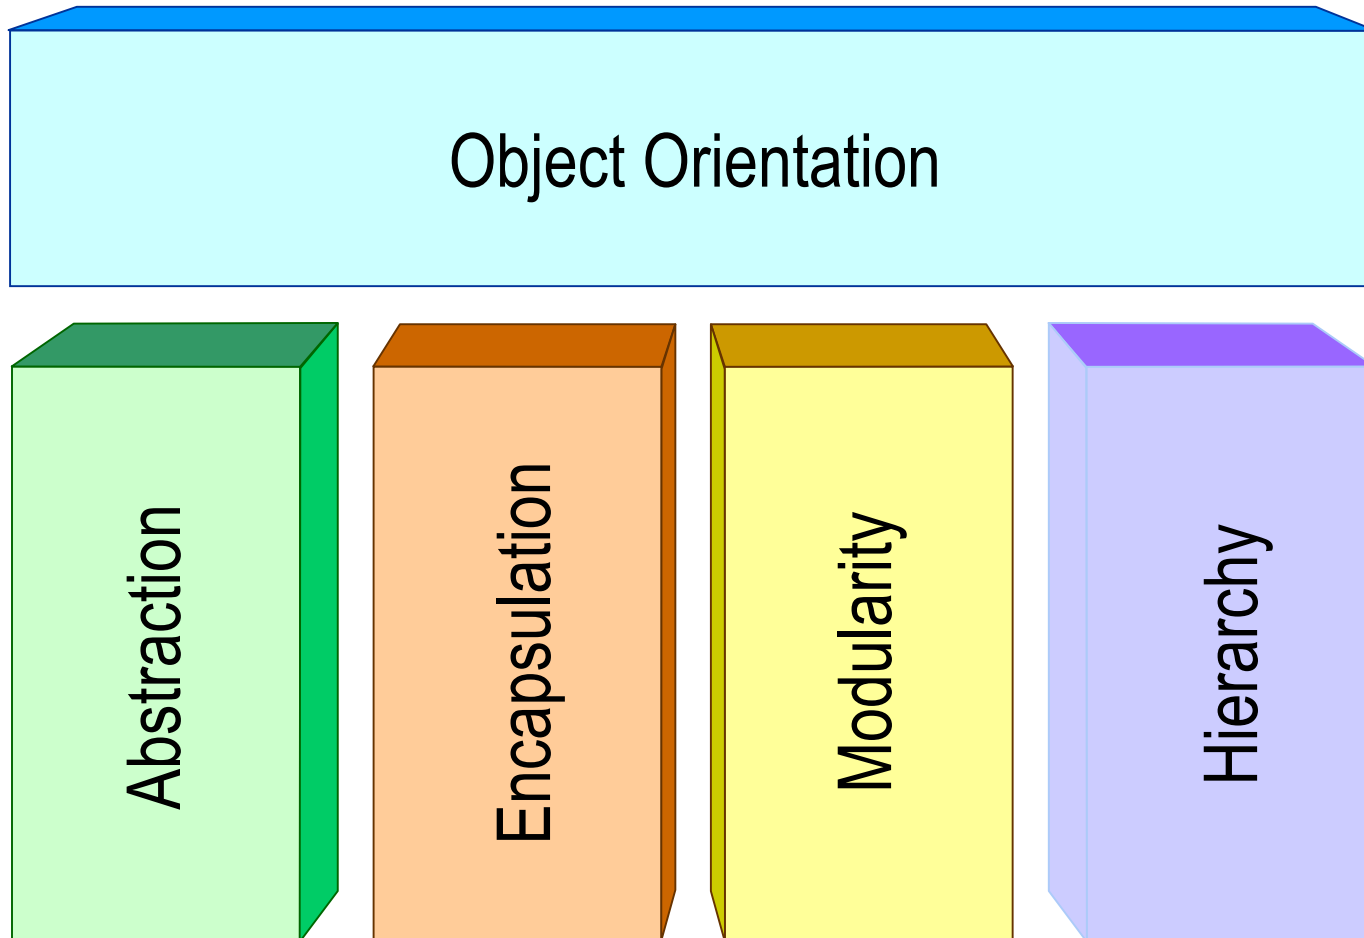 Object Orientation
Abstraction
Encapsulation
Modularity
Hierarchy